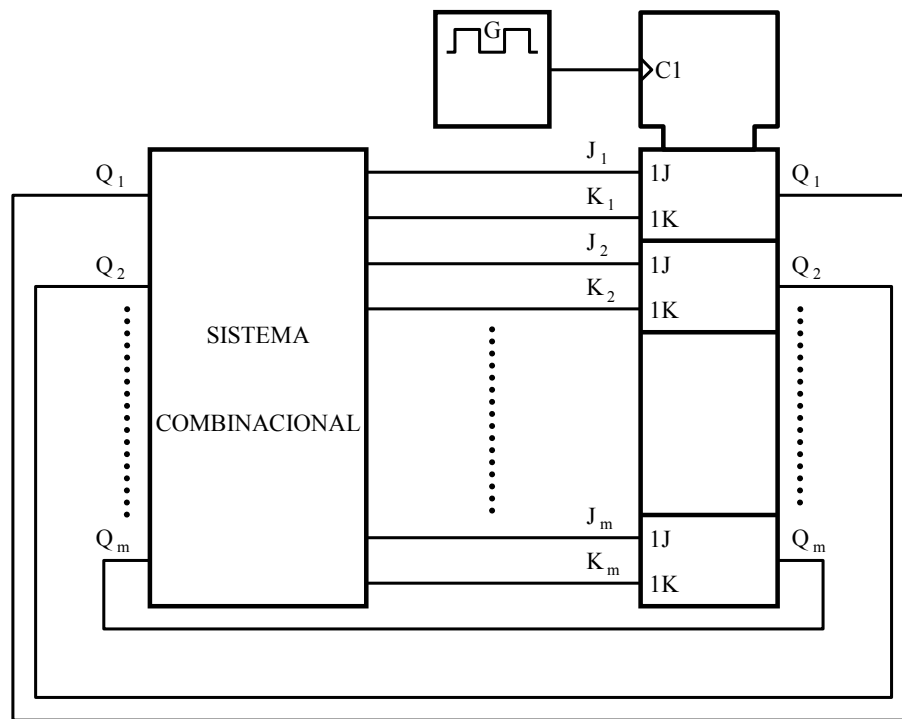 G
C1
J1
Q1
1J
Q1
K1
1K
J2
Q2
1J
Q2
K2
1K
SISTEMA
COMBINACIONAL
Jm
Qm
1J
Qm
Km
1K